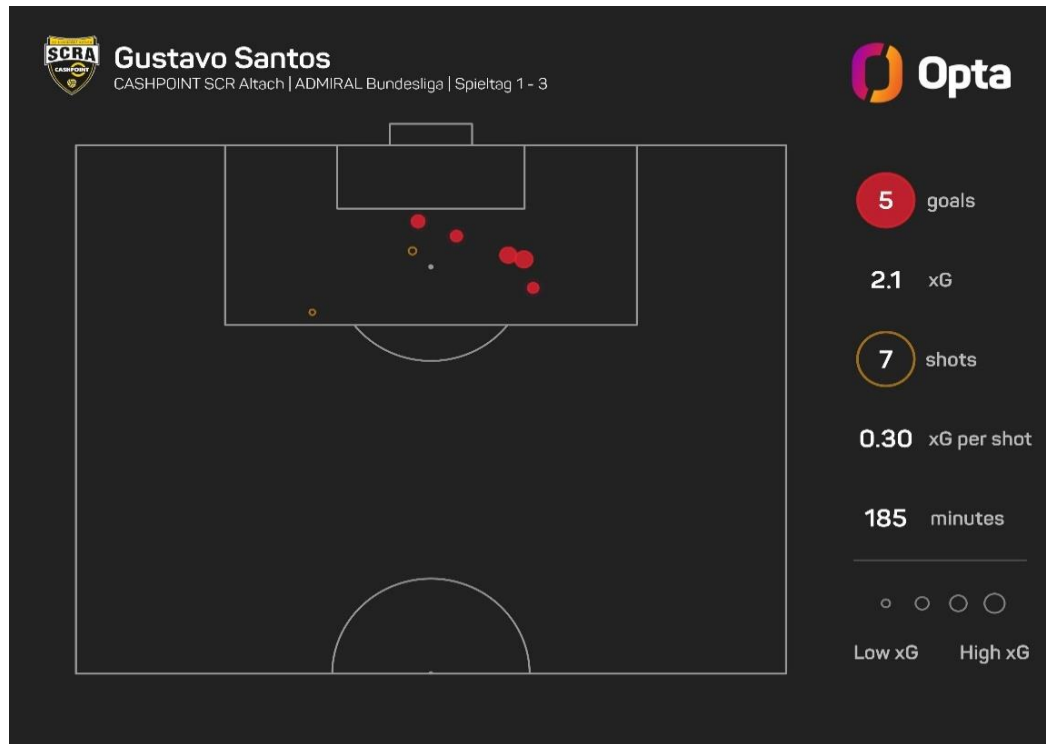 SCRA
CASHPOINT
Gustavo Santos
CASHPOINT SCR Altach | ADMIRAL Bundesliga | Spieltag 1 - 3
Opta
5 goals
2.1 xG
7 shots
0.30 xG per shot
185 minutes
Low xG High xG